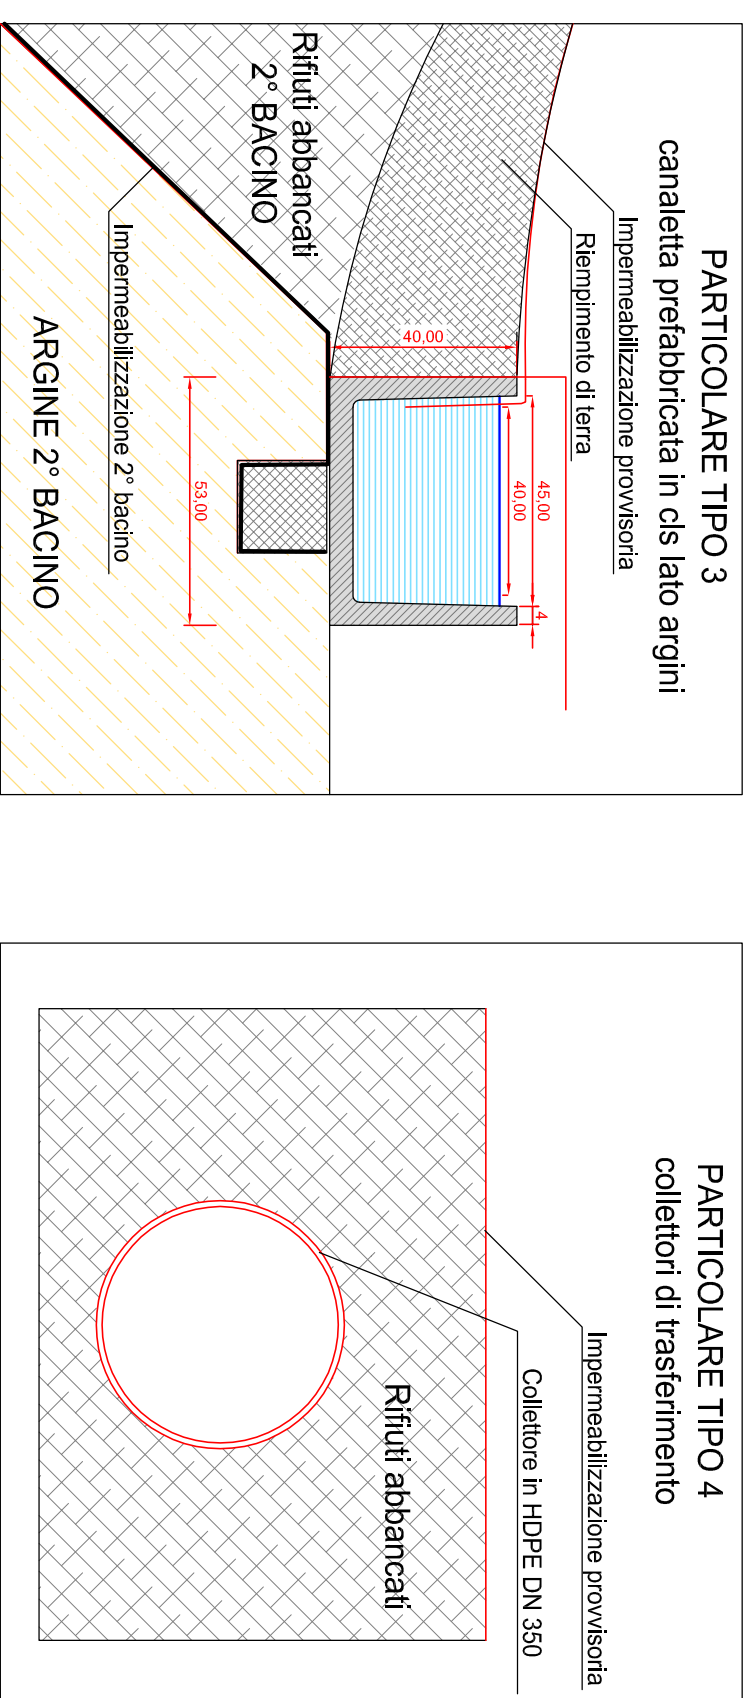 PARTICOLARE TIPO 3
canaletta prefabbricata in cls lato argini
Impermeabilizzazione provvisoria
Riempimento di terra
Rifiuti abbancati
2° BACINO
40,00
45,00
40,00
4
53,00
Impermeabilizzazione 2° bacino
ARGINE 2° BACINO
PARTICOLARE TIPO 4
collettori di trasferimento
Impermeabilizzazione provvisoria
Collettore in HDPE DN 350
Rifiuti abbancati